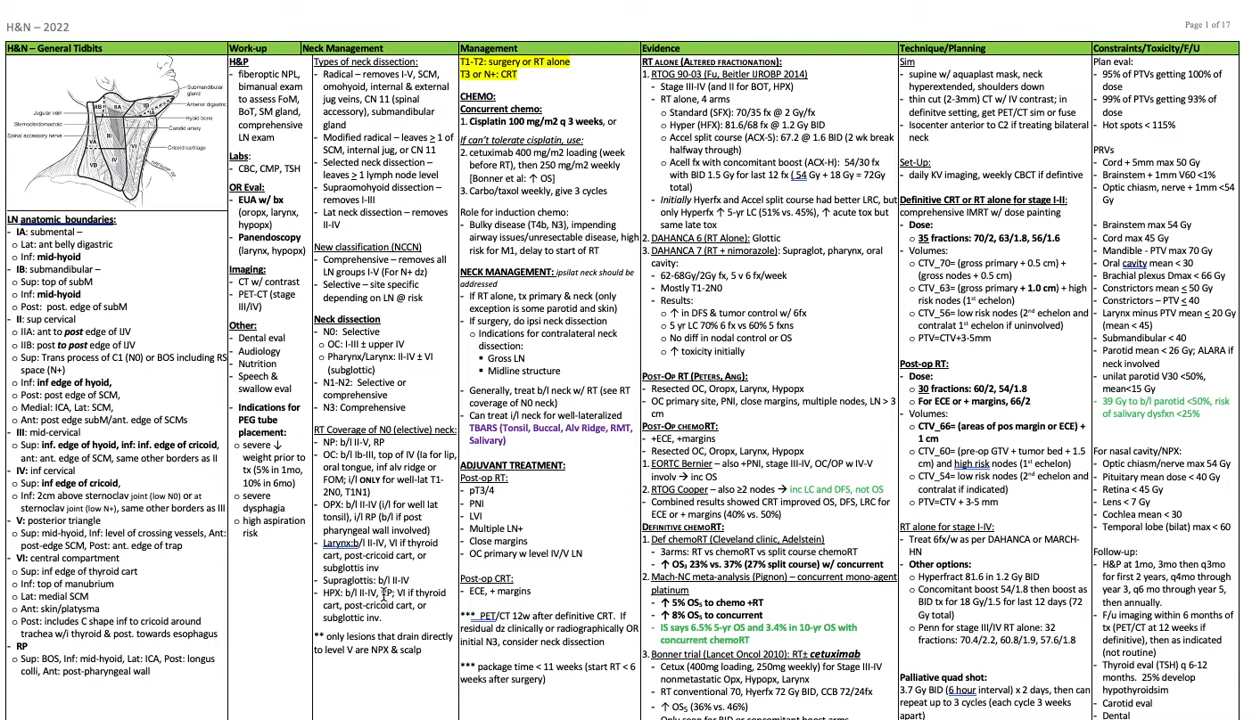 H&N – 2022
Page 1 of 17
H&N – General Tidbits
Submandibular
gland
Anterior digastric
Hyoid bone
Carotid artery
Cricoid cartilage
Jugular vein
Sternocleidomastoid
Spinal accessory nerve
IIB
IIA
IB
III
VA
VB
IV
VI
LN anatomic boundaries:
- IA: submental –
o Lat: ant belly digastric
o Inf: mid-hyoid
- IB: submandibular –
o Sup: top of subM
o Inf: mid-hyoid
o Post: post. edge of subM
- II: sup cervical
o IIA: ant to post edge of IJV
o IIB: post to post edge of IJV
o Sup: Trans process of C1 (N0) or BOS including RS
space (N+)
o Inf: inf edge of hyoid,
o Post: post edge of SCM,
o Medial: ICA, Lat: SCM,
o Ant: post edge subM/ant. edge of SCMs
- III: mid-cervical
o Sup: inf. edge of hyoid, inf: inf. edge of cricoid,
ant: ant. edge of SCM, same other borders as II
- IV: inf cervical
o Sup: inf edge of cricoid,
o Inf: 2cm above sternoclav joint (low N0) or at
sternoclav joint (low N+), same other borders as III
- V: posterior triangle
o Sup: mid-hyoid, Inf: level of crossing vessels, Ant:
post-edge SCM, Post: ant. edge of trap
- VI: central compartment
o Sup: inf edge of thyroid cart
o Inf: top of manubrium
o Lat: medial SCM
o Ant: skin/platysma
o Post: includes C shape inf to cricoid around
trachea w/i thyroid & post. towards esophagus
- RP
o Sup: BOS, Inf: mid-hyoid, Lat: ICA, Post: longus
colli, Ant: post-pharyngeal wall
Work-up
H&P
- fiberoptic NPL,
bimanual exam
to assess FoM,
BoT, SM gland,
comprehensive
LN exam
Labs:
- CBC, CMP, TSH
OR Eval:
- EUA w/ bx
(oropx, larynx,
hypopx)
- Panendoscopy
(larynx, hypopx)
Imaging:
- CT w/ contrast
- PET-CT (stage
III/IV)
Other:
- Dental eval
- Audiology
- Nutrition
- Speech &
swallow eval
- Indications for
PEG tube
placement:
o severe ↓
weight prior to
tx (5% in 1mo,
10% in 6mo)
o severe
dysphagia
o high aspiration
risk
Neck Management
Types of neck dissection:
- Radical – removes I-V, SCM,
omohyoid, internal & external
jug veins, CN 11 (spinal
accessory), submandibular
gland
- Modified radical – leaves > 1 of
SCM, internal jug, or CN 11
- Selected neck dissection –
leaves > 1 lymph node level
- Supraomohyoid dissection –
removes I-III
- Lat neck dissection – removes
II-IV
New classification (NCCN)
- Comprehensive – removes all
LN groups I-V (For N+ dz)
- Selective – site specific
depending on LN @ risk
Neck dissection
- N0: Selective
o OC: I-III ± upper IV
o Pharynx/Larynx: II-IV ± VI
(subglottic)
- N1-N2: Selective or
comprehensive
- N3: Comprehensive
RT Coverage of N0 (elective) neck:
- NP: b/l II-V, RP
- OC: b/l Ib-III, top of IV (Ia for lip,
oral tongue, inf alv ridge or
FOM; i/l ONLY for well-lat T1-
2N0, T1N1)
- OPX: b/l II-IV (i/l for well lat
tonsil), i/l RP (b/l if post
pharyngeal wall involved)
- Larynx:b/l II-IV, VI if thyroid
cart, post-cricoid cart, or
subglottis inv
- Supraglottis: b/l II-IV
- HPX: b/l II-IV, RP; VI if thyroid
cart, post-cricoid cart, or
subglottic inv.
** only lesions that drain directly
to level V are NPX & scalp
Management
T1-T2: surgery or RT alone
T3 or N+: CRT
CHEMO:
Concurrent chemo:
1. Cisplatin 100 mg/m2 q 3 weeks, or
If can't tolerate cisplatin, use:
2. cetuximab 400 mg/m2 loading (week
before RT), then 250 mg/m2 weekly
[Bonner et al: ↑ OS]
3. Carbo/taxol weekly, give 3 cycles
Role for induction chemo:
- Bulky disease (T4b, N3), impending
airway issues/unresectable disease, high
risk for M1, delay to start of RT
NECK MANAGEMENT: ipsilat neck should be
addressed
- If RT alone, tx primary & neck (only
exception is some parotid and skin)
- If surgery, do ipsi neck dissection
o Indications for contralateral neck
dissection:
▪ Gross LN
▪ Midline structure
- Generally, treat b/l neck w/ RT (see RT
coverage of N0 neck)
- Can treat i/l neck for well-lateralized
TBARS (Tonsil, Buccal, Alv Ridge, RMT,
Salivary)
ADJUVANT TREATMENT:
Post-op RT:
- pT3/4
- PNI
- LVI
- Multiple LN+
- Close margins
- OC primary w level IV/V LN
Post-op CRT:
- ECE, + margins
*** PET/CT 12w after definitive CRT. If
residual dz clinically or radiographically OR
initial N3, consider neck dissection
*** package time < 11 weeks (start RT < 6
weeks after surgery)
Evidence
RT ALONE (ALTERED FRACTIONATION):
1. RTOG 90-03 (Fu, Beitler IJROBP 2014)
- Stage III-IV (and II for BOT, HPX)
- RT alone, 4 arms
o Standard (SFX): 70/35 fx @ 2 Gy/fx
o Hyper (HFX): 81.6/68 fx @ 1.2 Gy BID
o Accel split course (ACX-S): 67.2 @ 1.6 BID (2 wk break
halfway through)
o Acell fx with concomitant boost (ACX-H): 54/30 fx
with BID 1.5 Gy for last 12 fx (.54 Gy + 18 Gy = 72Gy
total)
- Initially Hyerfx and Accel split course had better LRC, but
only Hyperfx ↑ 5-yr LC (51% vs. 45%), ↑ acute tox but
same late tox
2. DAHANCA 6 (RT Alone): Glottic
3. DAHANCA 7 (RT + nimorazole): Supraglot, pharynx, oral
cavity:
- 62-68Gy/2Gy fx, 5 v 6 fx/week
- Mostly T1-2N0
- Results:
o ↑ in DFS & tumor control w/ 6fx
o 5 yr LC 70% 6 fx vs 60% 5 fxns
o No diff in nodal control or OS
o ↑ toxicity initially
POST-OP RT (PETERS, ANG):
- Resected OC, Oropx, Larynx, Hypopx
- OC primary site, PNI, close margins, multiple nodes, LN > 3
cm
POST-OP CHEMORT:
- +ECE, +margins
- Resected OC, Oropx, Larynx, Hypopx
1. EORTC Bernier – also +PNI, stage III-IV, OC/OP w IV-V
involv → inc OS
2. RTOG Cooper – also ≥2 nodes → inc LC and DFS, not OS
- Combined results showed CRT improved OS, DFS, LRC for
ECE or + margins (40% vs. 50%)
DEFINITIVE CHEMORT:
1. Def chemoRT (Cleveland clinic, Adelstein)
- 3arms: RT vs chemoRT vs split course chemoRT
- ↑ OS3 23% vs. 37% (27% split course) w/ concurrent
2. Mach-NC meta-analysis (Pignon) – concurrent mono-agent
platinum
- ↑ 5% OS5 to chemo +RT
- ↑ 8% OS5 to concurrent
- IS says 6.5% 5-yr OS and 3.4% in 10-yr OS with
concurrent chemoRT
3. Bonner trial (Lancet Oncol 2010): RT± cetuximab
- Cetux (400mg loading, 250mg weekly) for Stage III-IV
nonmetastatic Opx, Hypopx, Larynx
- RT conventional 70, Hyerfx 72 Gy BID, CCB 72/24fx
- ↑ OS5 (36% vs. 46%)
Technique/Planning
Sim
- supine w/ aquaplast mask, neck
hyperextended, shoulders down
- thin cut (2-3mm) CT w/ IV contrast; in
definitive setting, get PET/CT sim or fuse
- Isocenter anterior to C2 if treating bilateral
neck
Set-Up:
- daily KV imaging, weekly CBCT if defintive
Definitive CRT or RT alone for stage I-II:
comprehensive IMRT w/ dose painting
- Dose:
o 35 fractions: 70/2, 63/1.8, 56/1.6
- Volumes:
o CTV_70= (gross primary + 0.5 cm) +
(gross nodes + 0.5 cm)
o CTV_63= (gross primary + 1.0 cm) + high
risk nodes (1st echelon)
o CTV_56= low risk nodes (2nd echelon and
contralat 1st echelon if uninvolved)
o PTV=CTV+3-5mm
Post-op RT:
- Dose:
o 30 fractions: 60/2, 54/1.8
o For ECE or + margins, 66/2
- Volumes:
o CTV_66= (areas of pos margin or ECE) +
1 cm
o CTV_60= (pre-op GTV + tumor bed + 1.5
cm) and high risk nodes (1st echelon)
o CTV_54= low risk nodes (2nd echelon and
contralat if indicated)
o PTV=CTV + 3-5 mm
RT alone for stage I-IV:
- Treat 6fx/w as per DAHANCA or MARCH-
HN
- Other options:
o Hyperfract 81.6 in 1.2 Gy BID
o Concomitant boost 54/1.8 then boost as
BID tx for 18 Gy/1.5 for last 12 days (72
Gy total)
o Penn for stage III/IV RT alone: 32
fractions: 70.4/2.2, 60.8/1.9, 57.6/1.8
Palliative quad shot:
3.7 Gy BID (6 hour interval) x 2 days, then can
repeat up to 3 cycles (each cycle 3 weeks
apart)
Constraints/Toxicity/F/U
Plan eval:
- 95% of PTVs getting 100% of
dose
- 99% of PTVs getting 93% of
dose
- Hot spots < 115%
PRVs
- Cord + 5mm max 50 Gy
- Brainstem + 1mm V60 <1%
- Optic chiasm, nerve + 1mm <54
Gy
- Brainstem max 54 Gy
- Cord max 45 Gy
- Mandible - PTV max 70 Gy
- Oral cavity mean < 30
- Brachial plexus Dmax < 66 Gy
- Constrictors mean ≤ 50 Gy
- Constrictors – PTV ≤ 40
- Larynx minus PTV mean ≤ 20 Gy
(mean < 45)
- Submandibular < 40
- Parotid mean < 26 Gy; ALARA if
neck involved
- unilat parotid V30 <50%,
mean<15 Gy
- 39 Gy to b/l parotid <50%, risk
of salivary dysfxn <25%
For nasal cavity/NPX:
- Optic chiasm/nerve max 54 Gy
- Pituitary mean dose < 40 Gy
- Retina < 45 Gy
- Lens < 7 Gy
- Cochlea mean < 30
- Temporal lobe (bilat) max < 60
Follow-up:
- H&P at 1mo, 3mo then q3mo
for first 2 years, q4mo through
year 3, q6 mo through year 5,
then annually.
- F/u imaging within 6 months of
tx (PET/CT at 12 weeks if
definitive), then as indicated
(not routine)
- Thyroid eval (TSH) q 6-12
months. 25% develop
hypothyroidsim
- Carotid eval
- Dental